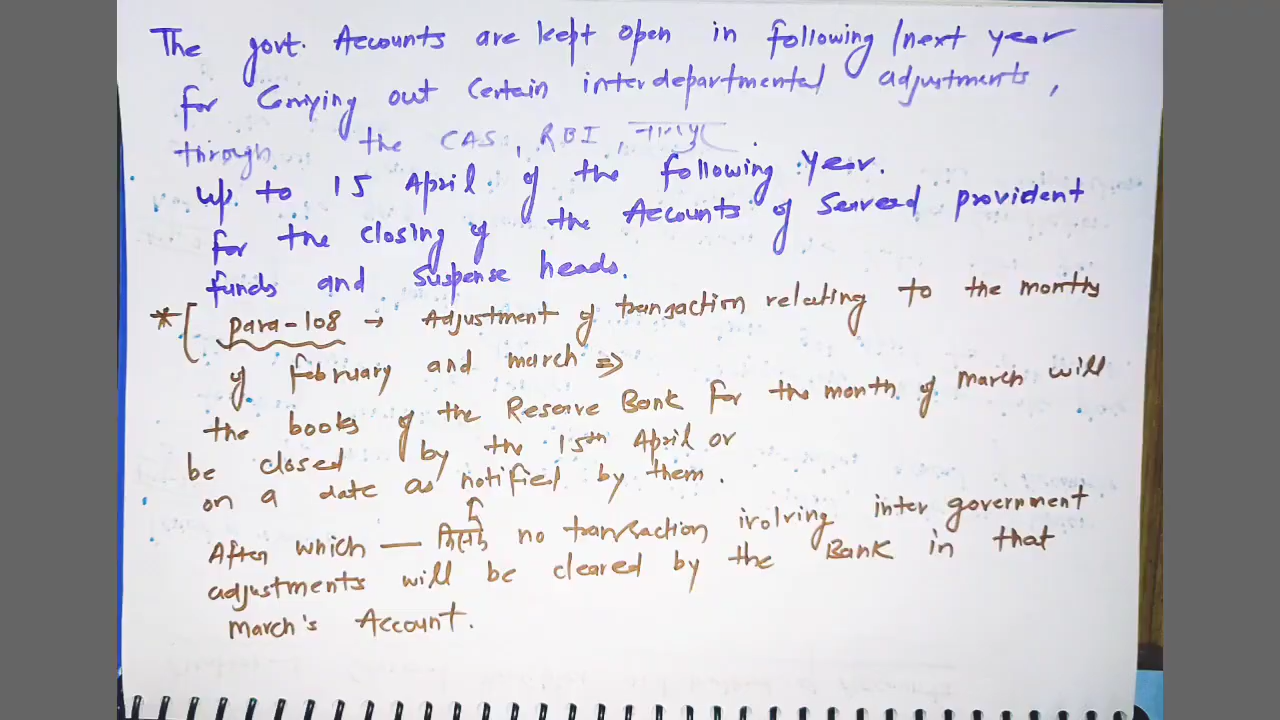 The govt. Accounts are kept open in following/next year
for Carrying out Certain interdepartmental adjustments,
through the CAS, RBI,
up to 15 April of the following Year.
for the closing of the Accounts of Several provident
funds and suspense heads.
* [ para-108 → Adjustment of transaction relating to the months
of February and march ⇒
the books of the Reserve Bank for the month of March will
be closed by the 15th April or
on a date as notified by them.
After which — no transaction irolving inter government
adjustments will be cleared by the Bank in that
march's Account.